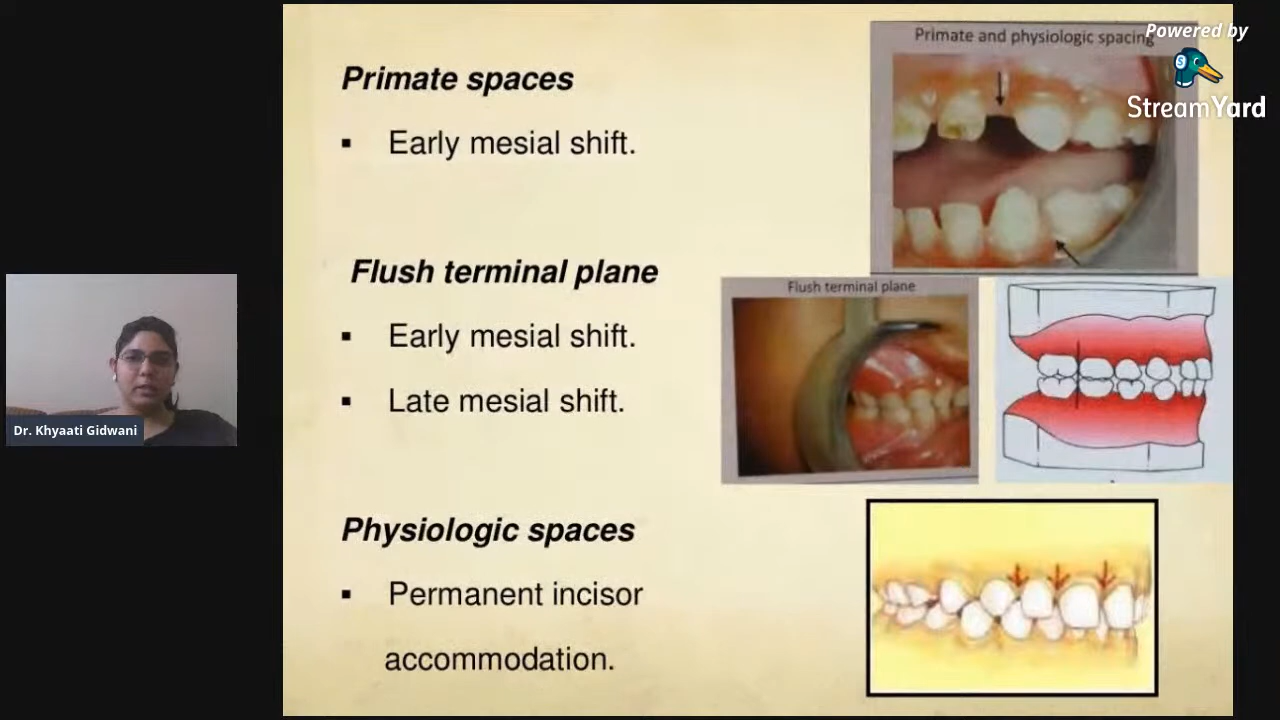 Primate spaces
▪ Early mesial shift.
Flush terminal plane
▪ Early mesial shift.
▪ Late mesial shift.
Physiologic spaces
▪ Permanent incisor
accommodation.
Primate and physiologic spacing
Flush terminal plane
Powered by
StreamYard
Dr. Khyaati Gidwani